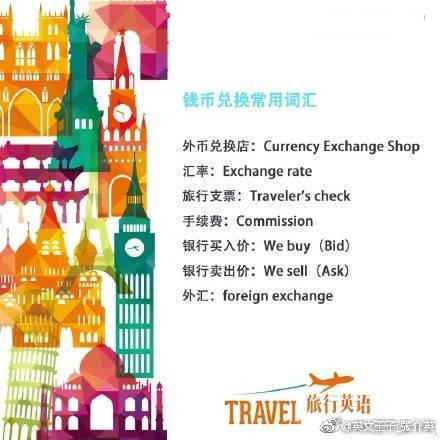 钱币兑换常用词汇
外币兑换店：Currency Exchange Shop
汇率：Exchange rate
旅行支票：Traveler's check
手续费：Commission
银行买入价：We buy（Bid）
银行卖出价：We sell（Ask）
外汇：foreign exchange
TRAVEL 旅行英语